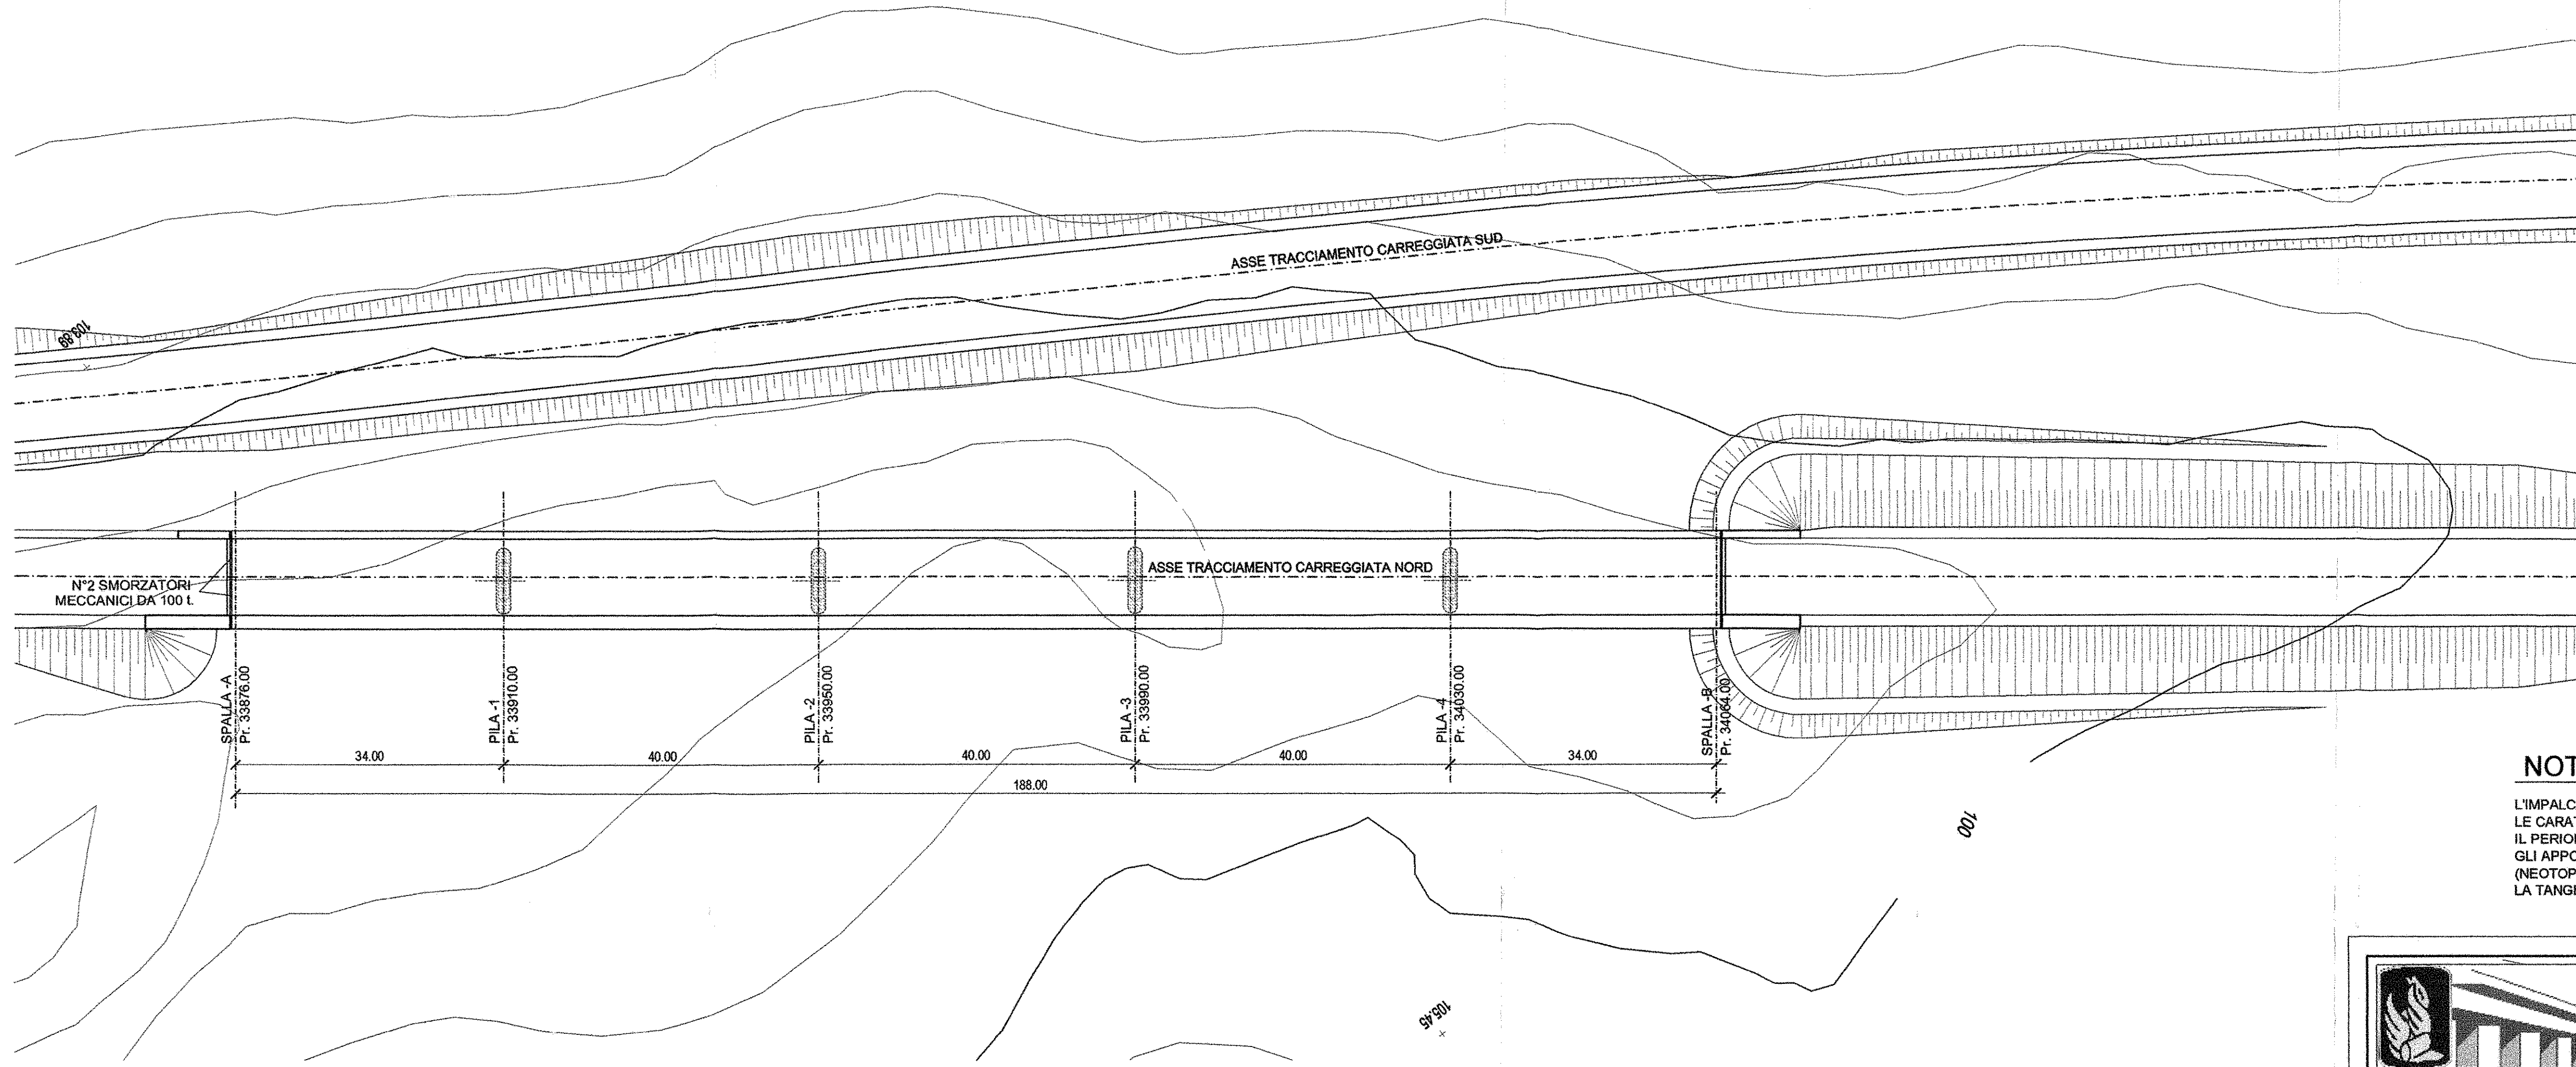 ASSE TRACCIAMENTO CARREGGIATA SUD
103.89
ASSE TRACCIAMENTO CARREGGIATA NORD
N°2 SMORZATORI
MECCANICI DA 100 t.
SPALLA -A
Pr. 33876.00
PILA -1
Pr. 33910.00
PILA -2
Pr. 33950.00
PILA -3
Pr. 33990.00
PILA -4
Pr. 34030.00
SPALLA -B
Pr. 34064.00
34.00
40.00
40.00
40.00
34.00
188.00
100
105.45
NOT
L'IMPALC
LE CARAT
IL PERIO
GLI APPO
(NEOTOP
LA TANG